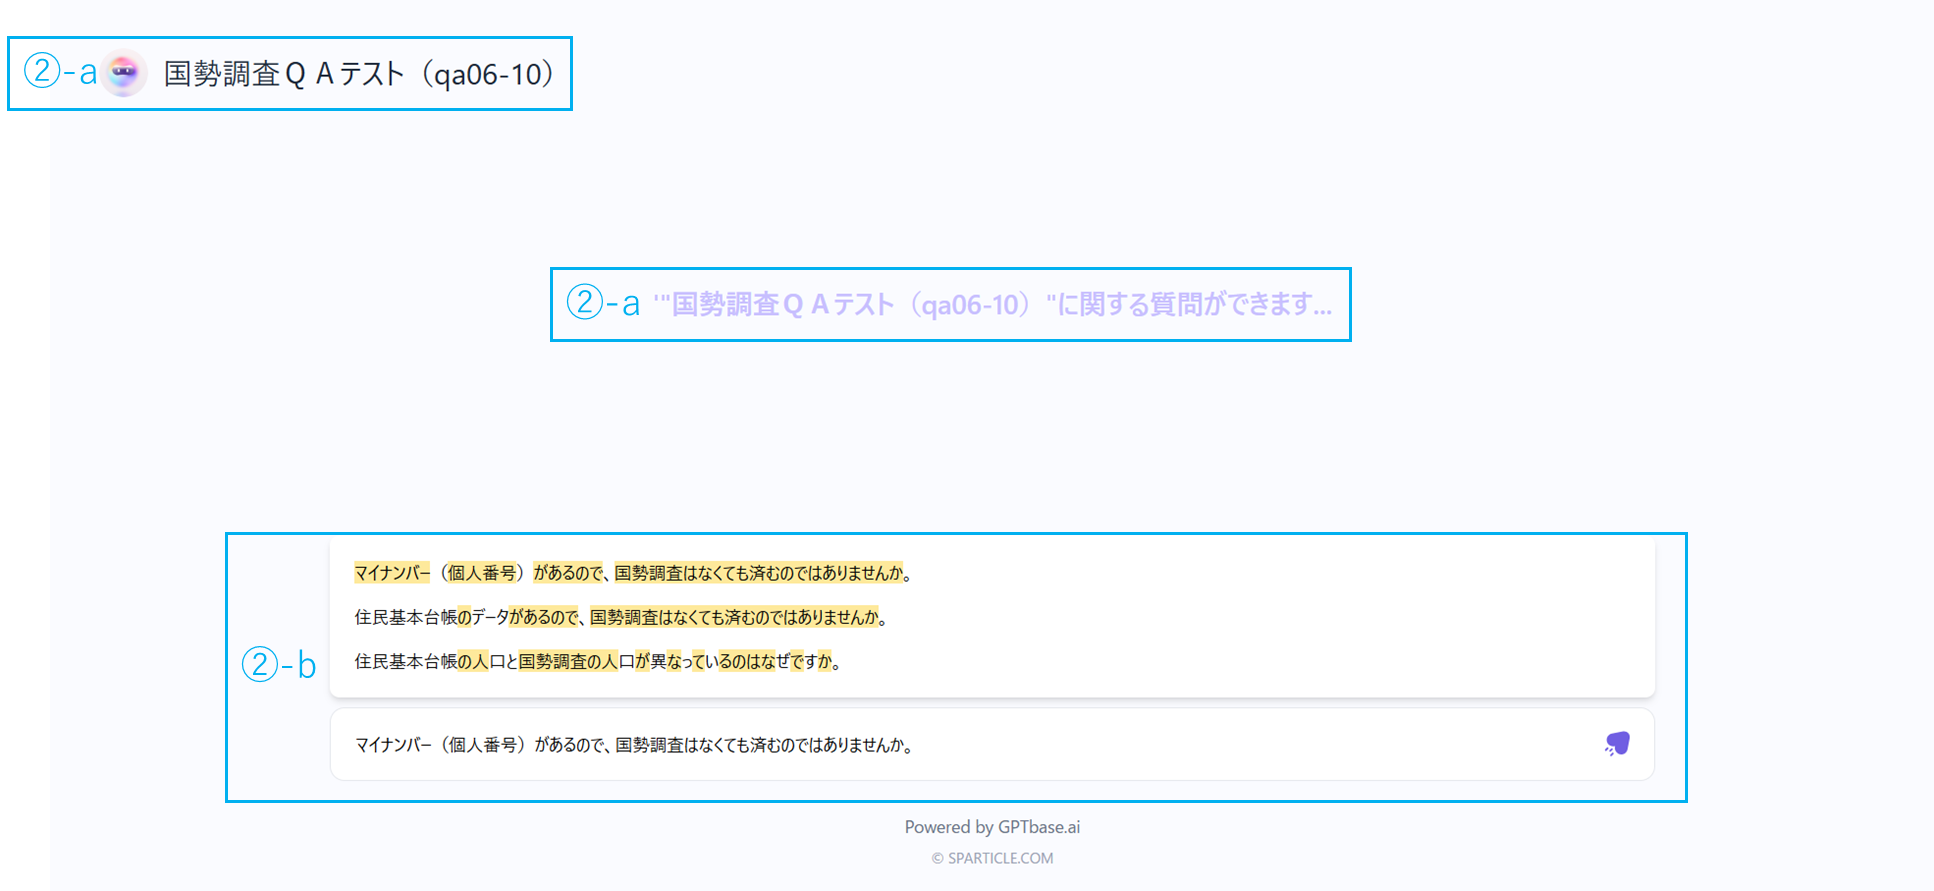 ②-a 国勢調査ＱＡテスト（qa06-10）
②-a '"国勢調査ＱＡテスト（qa06-10）"に関する質問ができます...
マイナンバー（個人番号）があるので、国勢調査はなくても済むのではありませんか。
住民基本台帳のデータがあるので、国勢調査はなくても済むのではありませんか。
②-b
住民基本台帳の人口と国勢調査の人口が異なっているのはなぜですか。
マイナンバー（個人番号）があるので、国勢調査はなくても済むのではありませんか。
Powered by GPTbase.ai
© SPARTICLE.COM